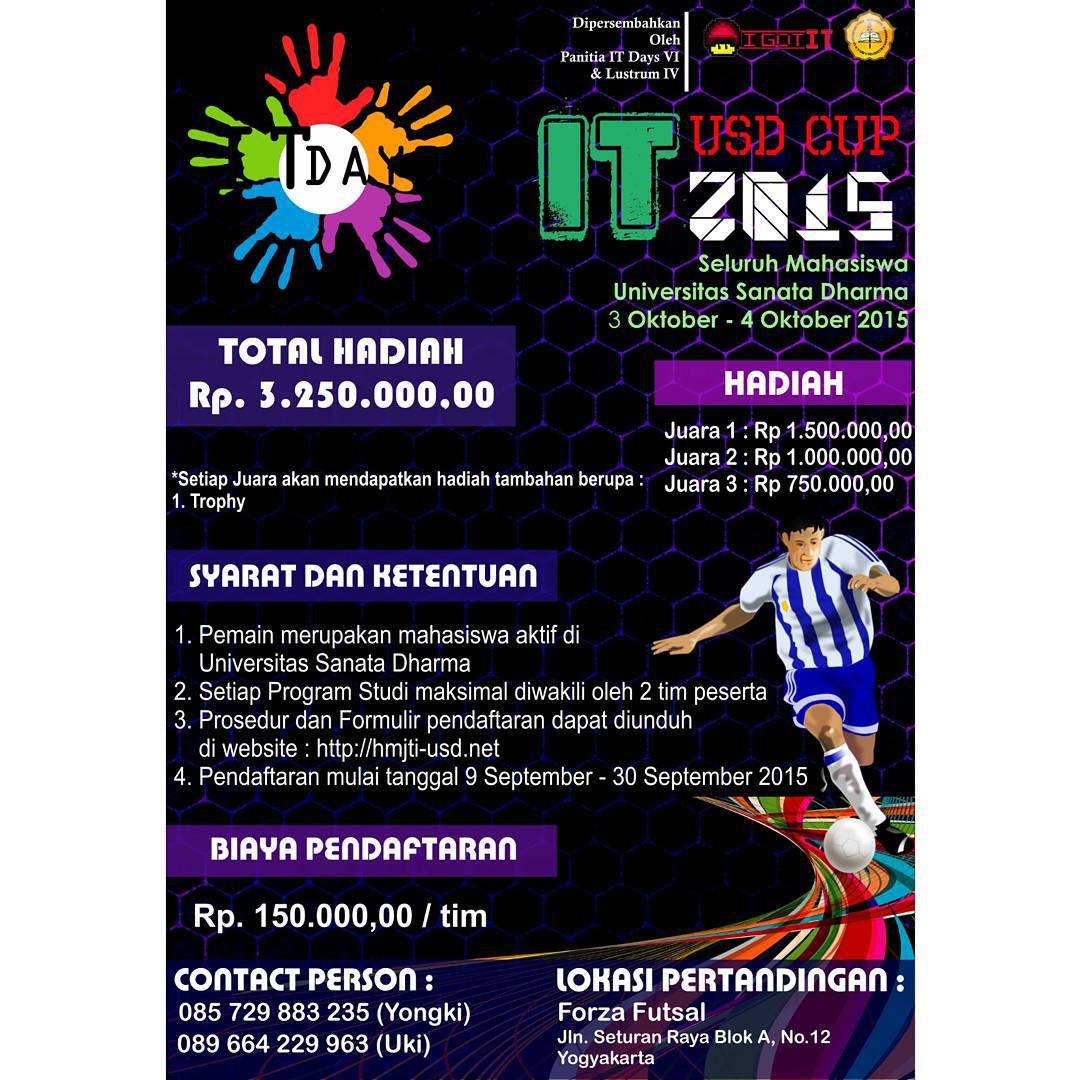 Dipersembahkan
Oleh
Panitia IT Days VI
& Lustrum IV
I GOT IT
IT DAYS
IT USD CUP
2015
Seluruh Mahasiswa
Universitas Sanata Dharma
3 Oktober - 4 Oktober 2015
TOTAL HADIAH
Rp. 3.250.000,00
HADIAH
Juara 1 : Rp 1.500.000,00
Juara 2 : Rp 1.000.000,00
Juara 3 : Rp 750.000,00
*Setiap Juara akan mendapatkan hadiah tambahan berupa :
1. Trophy
SYARAT DAN KETENTUAN
1. Pemain merupakan mahasiswa aktif di
Universitas Sanata Dharma
2. Setiap Program Studi maksimal diwakili oleh 2 tim peserta
3. Prosedur dan Formulir pendaftaran dapat diunduh
di website : http://hmjti-usd.net
4. Pendaftaran mulai tanggal 9 September - 30 September 2015
BIAYA PENDAFTARAN
Rp. 150.000,00 / tim
CONTACT PERSON :
085 729 883 235 (Yongki)
089 664 229 963 (Uki)
LOKASI PERTANDINGAN :
Forza Futsal
Jln. Seturan Raya Blok A, No.12
Yogyakarta